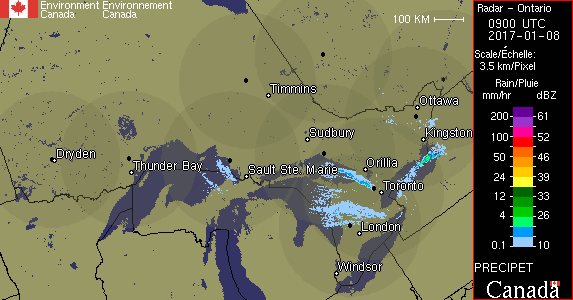 Environment Environnement
Canada Canada
100 KM
Timmins
Ottawa
Sudbury
Kingston
Dryden
Thunder Bay
Sault Ste. Marie
Orillia
Toronto
London
Windsor
Radar - Ontario
0900 UTC
2017-01-08
Scale/Échelle:
3.5 km/Pixel
Rain/Pluie
mm/hr dBZ
200 61
100 52
50 46
24 39
12 33
4 26
0.1 10
PRECIPET
Canada